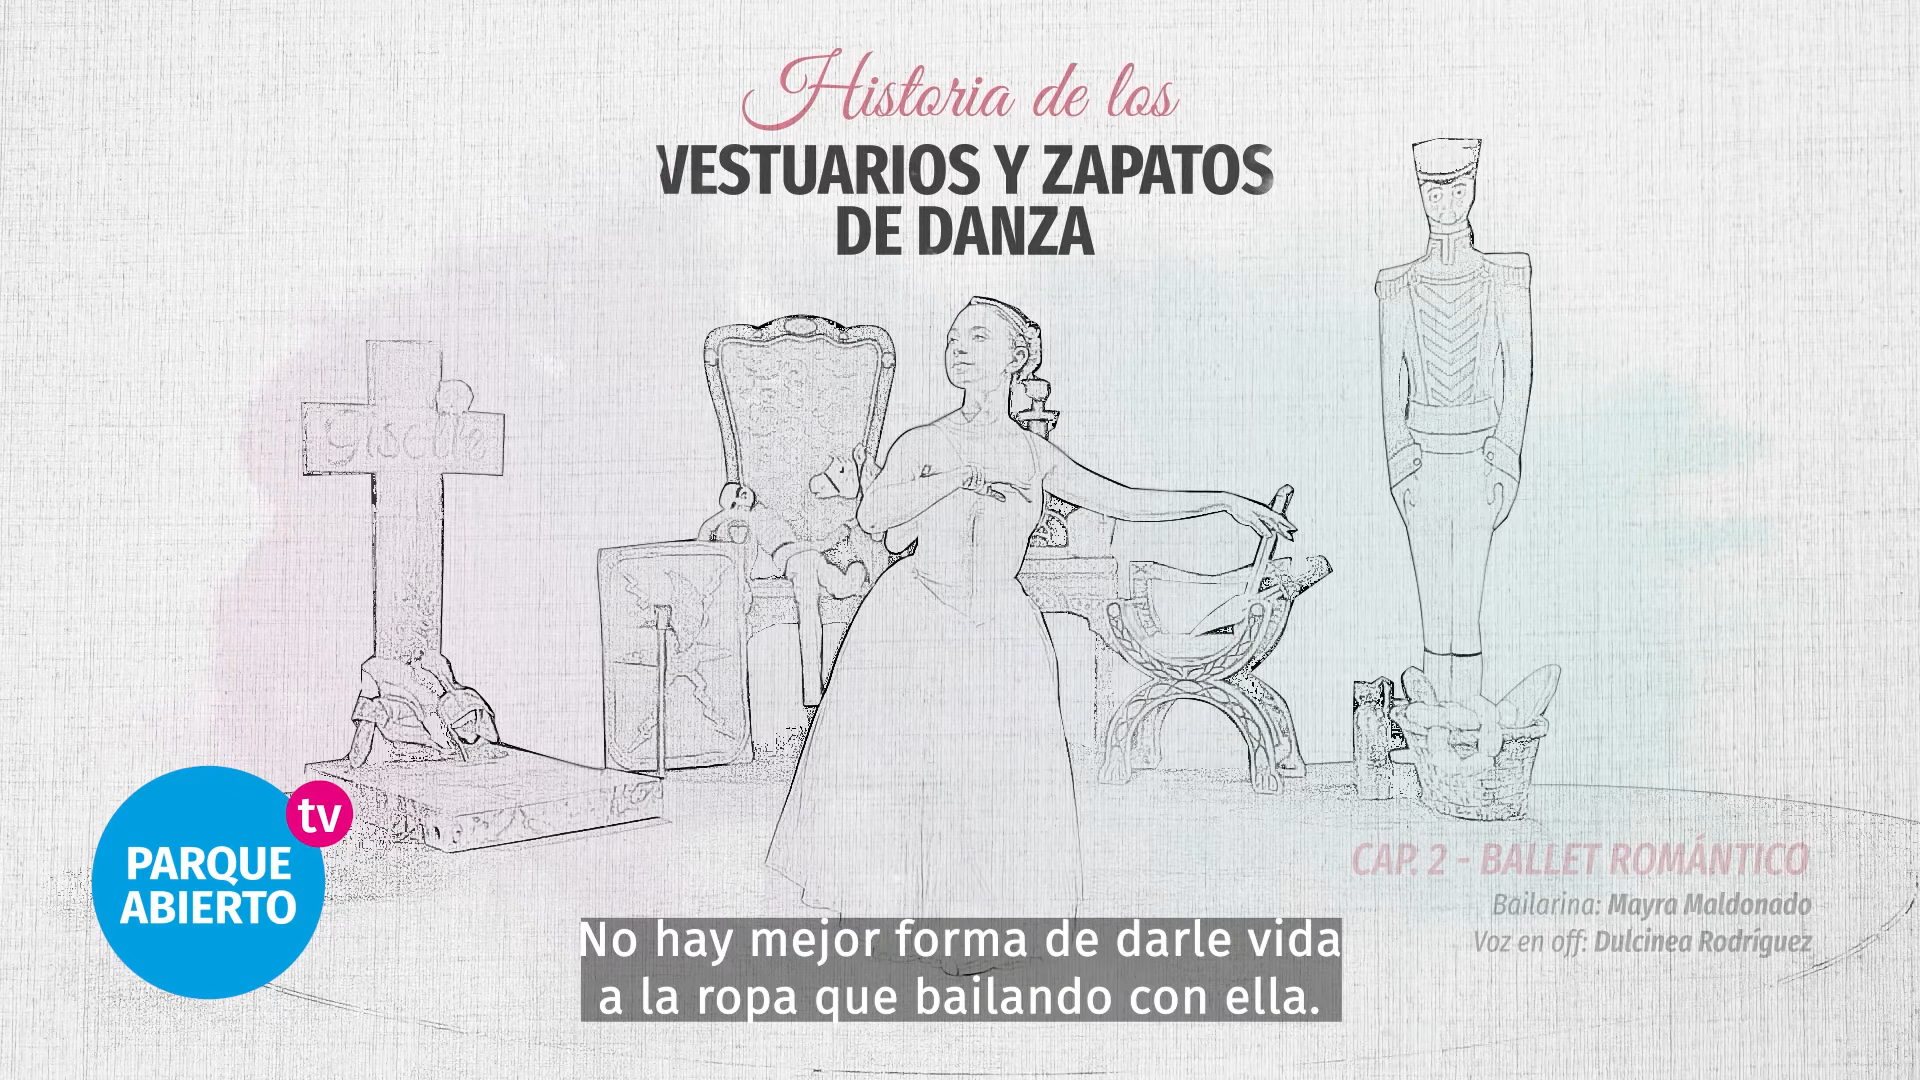 Historia de los
VESTUARIOS Y ZAPATOS
DE DANZA
Giselle
tv
PARQUE
ABIERTO
CAP. 2 - BALLET ROMÁNTICO
Bailarina: Mayra Maldonado
Voz en off: Dulcinea Rodríguez
No hay mejor forma de darle vida
a la ropa que bailando con ella.